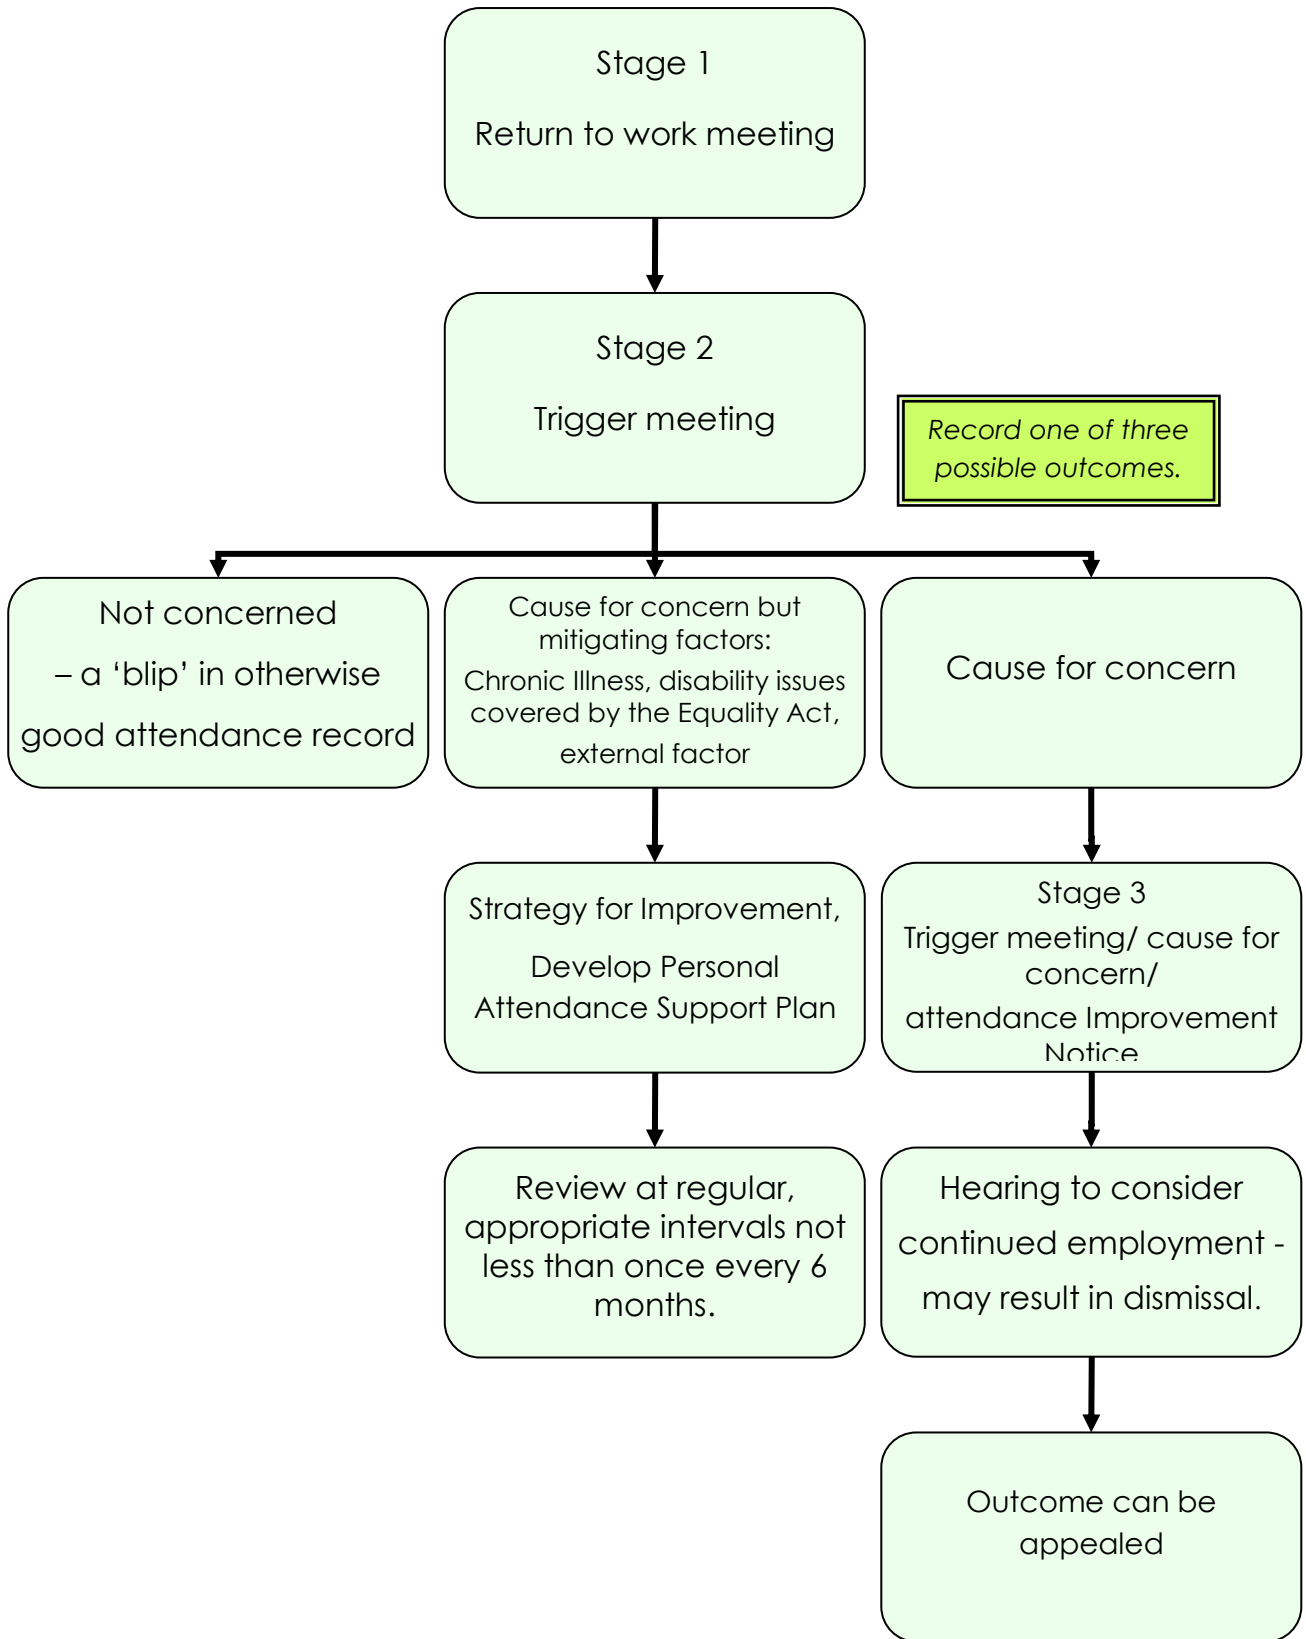 Stage 1
Return to work meeting
Stage 2
Trigger meeting
Record one of three
possible outcomes.
Not concerned
– a ‘blip’ in otherwise
good attendance record
Cause for concern but
mitigating factors:
Chronic Illness, disability issues
covered by the Equality Act,
external factor
Cause for concern
Strategy for Improvement,
Develop Personal
Attendance Support Plan
Stage 3
Trigger meeting/ cause for
concern/
attendance Improvement
Notice
Review at regular,
appropriate intervals not
less than once every 6
months.
Hearing to consider
continued employment -
may result in dismissal.
Outcome can be
appealed